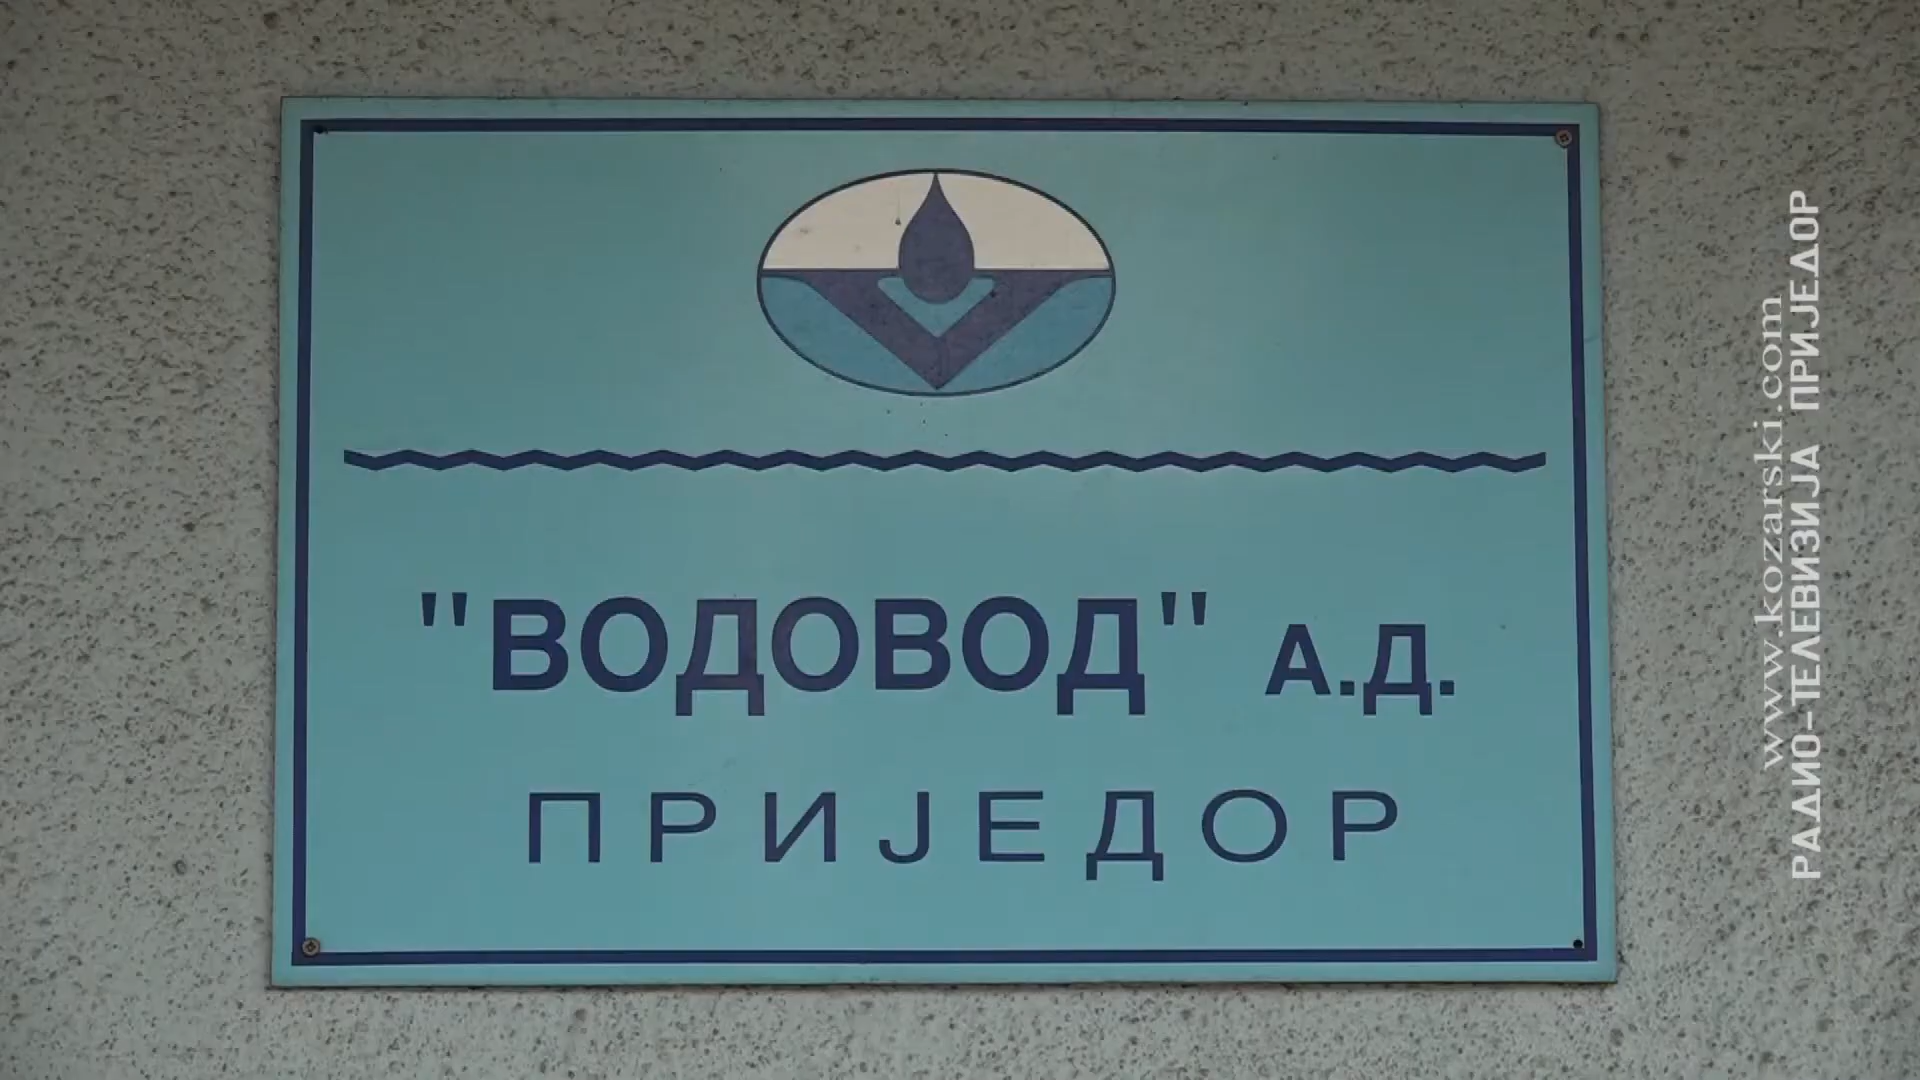 "ВОДОВОД" А.Д.
ПРИЈЕДОР
www.kozarski.com
РАДИО-ТЕЛЕВИЗИЈА ПРИЈЕДОР